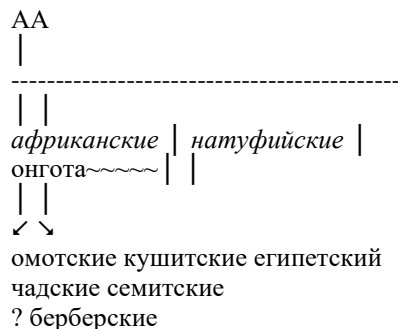 АА
|
-------------------------------------------
| |
африканские | натуфийские |
онгота~~~~~ | |
| |
↙ ↘
омотские кушитские египетский
чадские семитские
? берберские